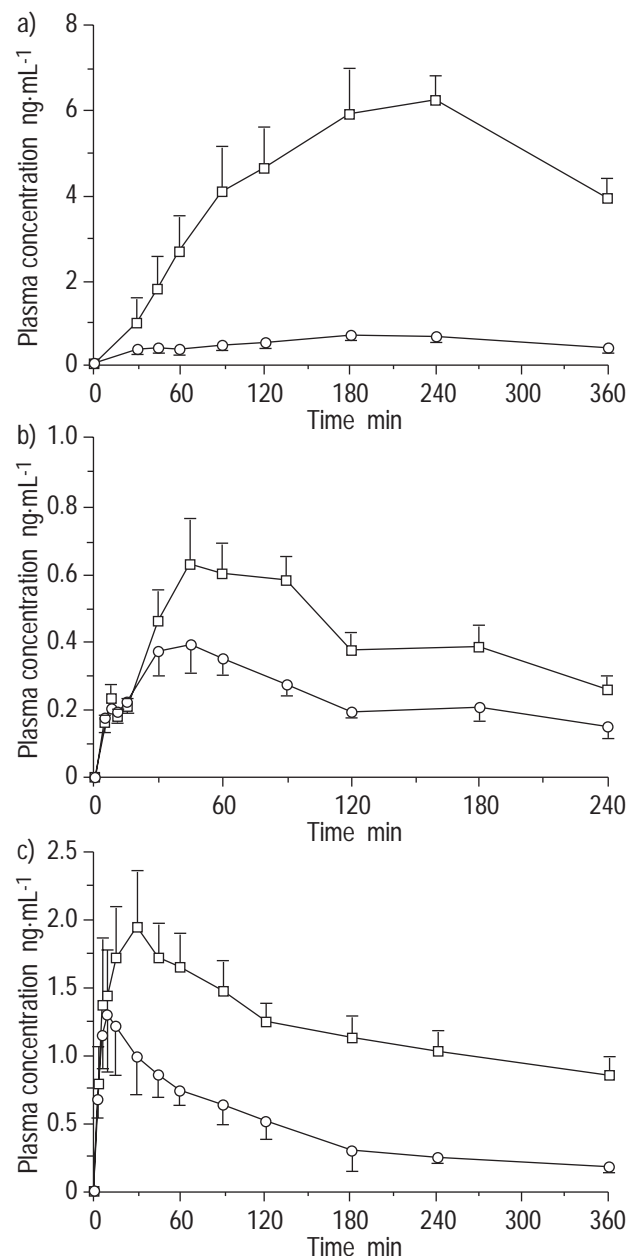 a)
Plasma concentration ng·mL-1
8
6
4
2
0
0 60 120 180 240 300 360
Time min
b)
Plasma concentration ng·mL-1
1.0
0.8
0.6
0.4
0.2
0
0 60 120 180 240
Time min
c)
Plasma concentration ng·mL-1
2.5
2.0
1.5
1.0
0.5
0
0 60 120 180 240 300 360
Time min